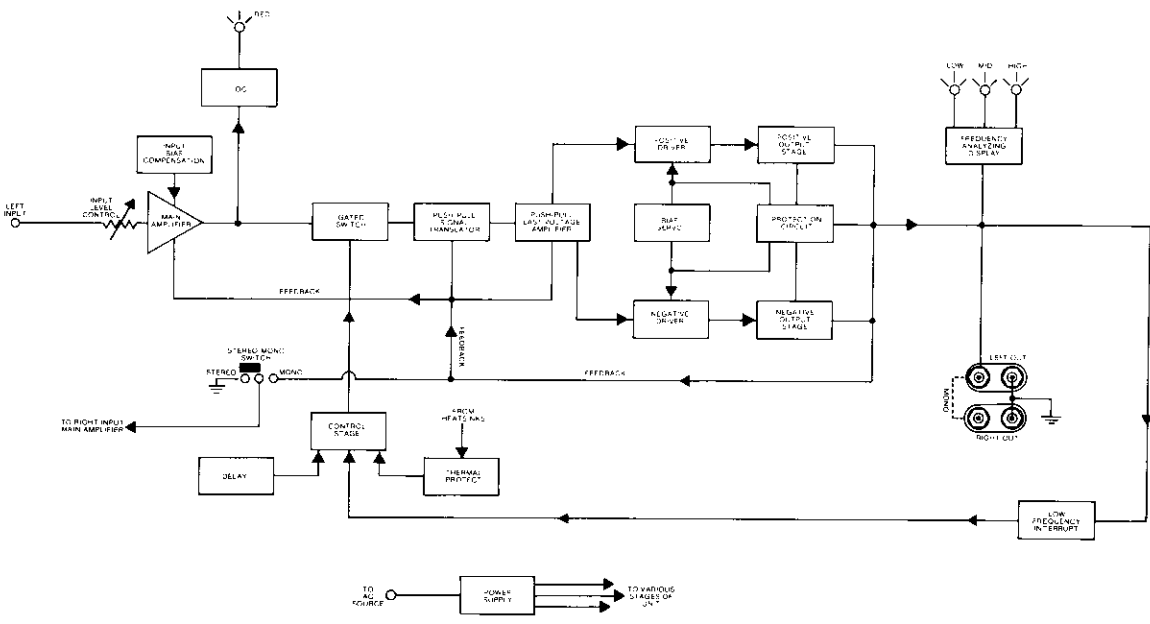 RED
LOW MID HIGH
IOC
INPUT
BIAS
COMPENSATION
POSITIVE
DRIVER
POSITIVE
OUTPUT
STAGE
FREQUENCY
ANALYZING
DISPLAY
LEFT
INPUT
INPUT
LEVEL
CONTROL
MAIN
AMPLIFIER
GATED
SWITCH
PUSH-PULL
SIGNAL
TRANSLATOR
PUSH-PULL
LAST VOLTAGE
AMPLIFIER
BIAS
SERVO
PROTECTION
CIRCUIT
FEEDBACK
NEGATIVE
DRIVER
NEGATIVE
OUTPUT
STAGE
FEEDBACK
STEREO MONO
SWITCH
STEREO
MONO
FEEDBACK
LEFT OUT
MONO
RIGHT OUT
TO RIGHT INPUT
MAIN AMPLIFIER
CONTROL
STAGE
FROM
HEATSINKS
DELAY
THERMAL
PROTECT
LOW
FREQUENCY
INTERRUPT
TO
AC
SOURCE
POWER
SUPPLY
TO VARIOUS
STAGES OF
UNIT